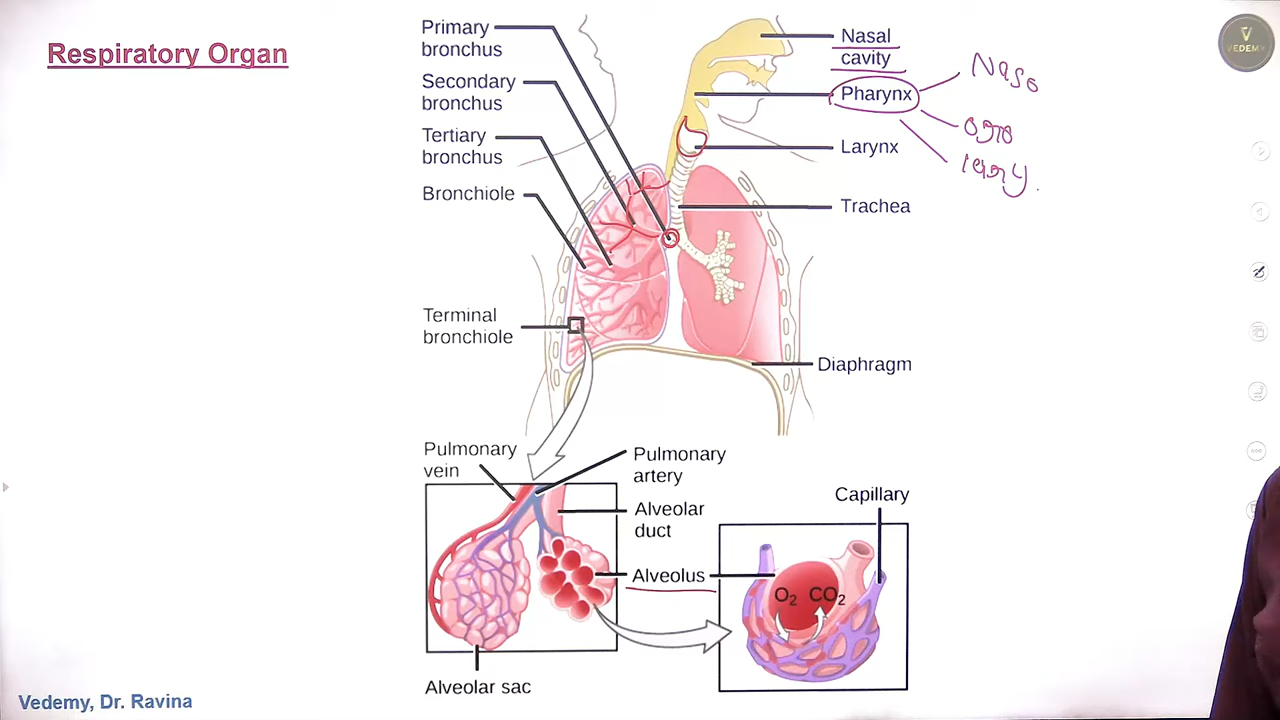 Respiratory Organ
VEDEMY
Primary
bronchus
Secondary
bronchus
Tertiary
bronchus
Bronchiole
Terminal
bronchiole
Nasal
cavity
Pharynx
Larynx
Trachea
Diaphragm
Naso
oro
lary.
Pulmonary
vein
Pulmonary
artery
Alveolar
duct
Alveolus
Alveolar sac
Capillary
O₂ CO₂
Vedemy, Dr. Ravina